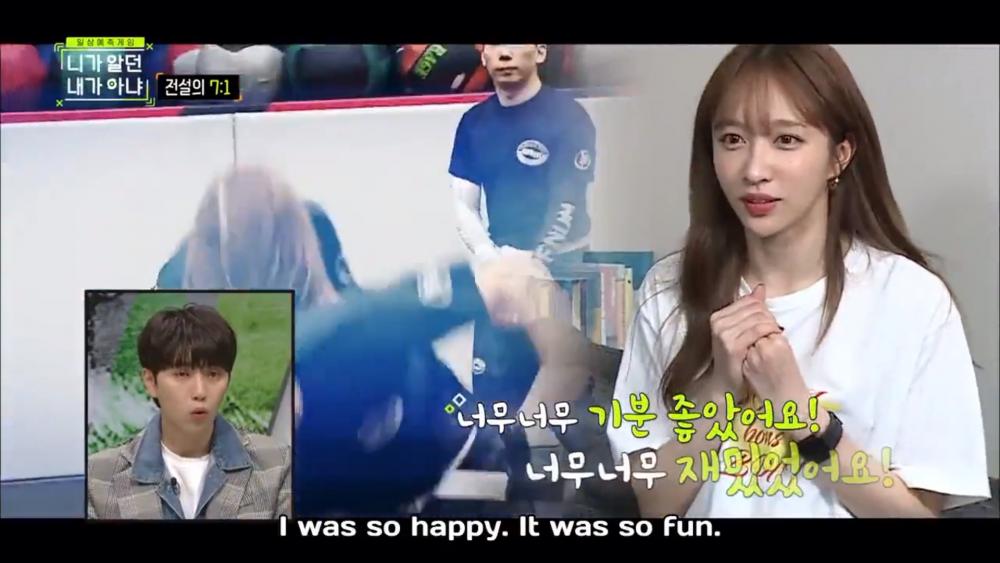 일상예측게임
니가 알던
내가 아냐
전설의 7:1
RACE
너무너무 기분 좋았어요!
너무너무 재밌었어요!
I was so happy. It was so fun.